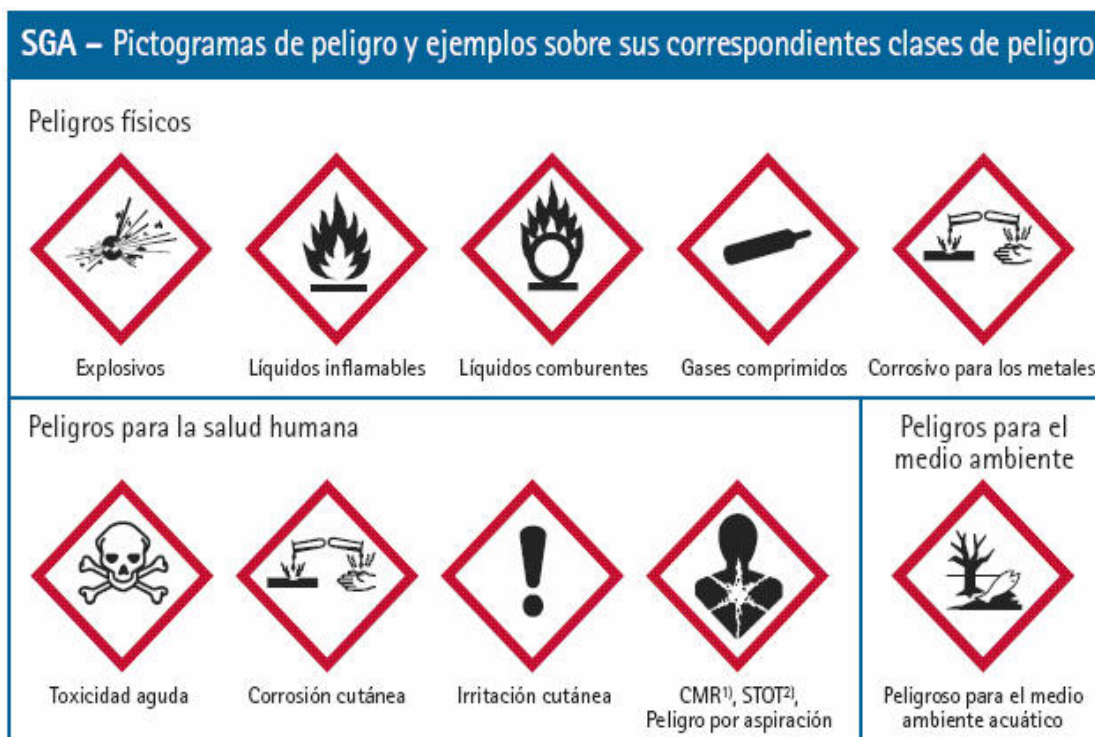 SGA – Pictogramas de peligro y ejemplos sobre sus correspondientes clases de peligro
Peligros físicos
Explosivos
Líquidos inflamables
Líquidos comburentes
Gases comprimidos
Corrosivo para los metales
Peligros para la salud humana
Toxicidad aguda
Corrosión cutánea
Irritación cutánea
CMR¹⁾, STOT²⁾,
Peligro por aspiración
Peligros para el
medio ambiente
Peligroso para el medio
ambiente acuático